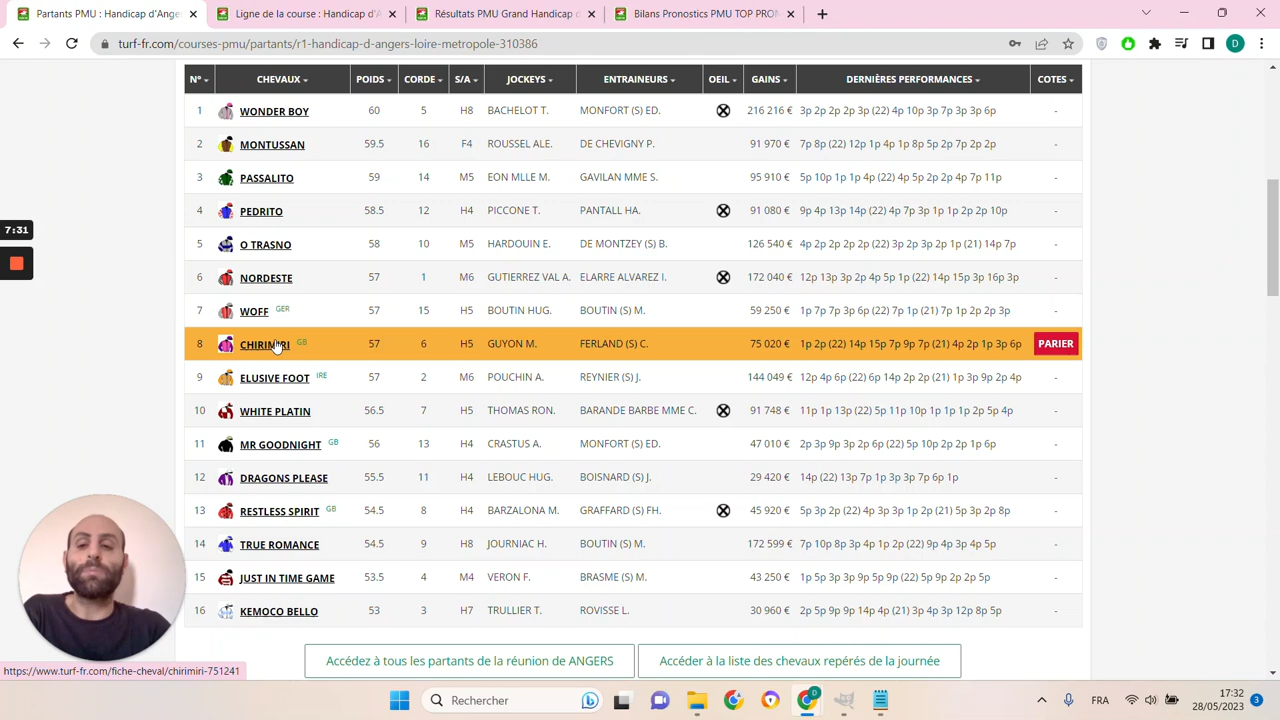 Partants PMU : Handicap d'Ange
Ligne de la course : Handicap d'A
Résultats PMU Grand Handicap d
Bilans Pronostics PMU TOP PRON
turf-fr.com/courses-pmu/partants/r1-handicap-d-angers-loire-metropole-310386
N° CHEVAUX POIDS CORDE S/A JOCKEYS ENTRAINEURS OEIL GAINS DERNIÈRES PERFORMANCES COTES
1 WONDER BOY 60 5 H8 BACHELOT T. MONFORT (S) ED. 216 216 € 3p 2p 2p 2p 3p (22) 4p 10p 3p 7p 3p 3p 6p -
2 MONTUSSAN 59.5 16 F4 ROUSSEL ALE. DE CHEVIGNY P. 91 970 € 7p 8p (22) 12p 1p 4p 1p 8p 5p 2p 7p 2p 2p -
3 PASSALITO 59 14 M5 EON MLLE M. GAVILAN MME S. 95 910 € 5p 10p 1p 1p 4p (22) 4p 5p 2p 2p 4p 7p 11p -
4 PEDRITO 58.5 12 H4 PICCONE T. PANTALL HA. 91 080 € 9p 4p 13p 14p (22) 4p 7p 3p 1p 1p 2p 2p 10p -
5 O TRASNO 58 10 M5 HARDOUIN E. DE MONTZEY (S) B. 126 540 € 4p 2p 2p 2p 2p (22) 3p 2p 3p 2p 1p (21) 14p 7p -
6 NORDESTE 57 1 M6 GUTIERREZ VAL A. ELARRE ALVAREZ I. 172 040 € 12p 13p 3p 2p 4p 5p 1p (22) 14p 15p 3p 16p 3p -
7 WOFF GER 57 15 H5 BOUTIN HUG. BOUTIN (S) M. 59 250 € 1p 7p 7p 3p 6p (22) 7p 1p (21) 7p 1p 2p 2p 3p -
8 CHIRIMIRI GB 57 6 H5 GUYON M. FERLAND (S) C. 75 020 € 1p 2p (22) 14p 15p 7p 9p 7p (21) 4p 2p 1p 3p 6p PARIER
9 ELUSIVE FOOT IRE 57 2 M6 POUCHIN A. REYNIER (S) J. 144 049 € 12p 4p 6p (22) 6p 14p 2p 2p (21) 1p 3p 9p 2p 4p -
10 WHITE PLATIN 56.5 7 H5 THOMAS RON. BARANDE BARBE MME C. 91 748 € 11p 1p 13p (22) 5p 11p 10p 1p 1p 1p 2p 5p 4p -
11 MR GOODNIGHT GB 56 13 H4 CRASTUS A. MONFORT (S) ED. 47 010 € 2p 3p 9p 3p 2p 6p (22) 5p 10p 2p 2p 1p 6p -
12 DRAGONS PLEASE 55.5 11 H4 LEBOUC HUG. BOISNARD (S) J. 29 420 € 14p (22) 13p 7p 1p 3p 3p 7p 6p 1p -
13 RESTLESS SPIRIT GB 54.5 8 H4 BARZALONA M. GRAFFARD (S) FH. 45 920 € 5p 3p 2p (22) 4p 3p 3p 1p 2p (21) 5p 3p 2p 8p -
14 TRUE ROMANCE 54.5 9 H8 JOURNIAC H. BOUTIN (S) M. 172 599 € 7p 10p 8p 3p 4p 1p 2p (22) 9p 4p 3p 4p 5p -
15 JUST IN TIME GAME 53.5 4 M4 VERON F. BRASME (S) M. 43 250 € 1p 5p 3p 3p 9p 5p 9p (22) 5p 9p 2p 2p 5p -
16 KEMOCO BELLO 53 3 H7 TRULLIER T. ROVISSE L. 30 960 € 2p 5p 9p 9p 14p 4p (21) 3p 4p 3p 12p 8p 5p -
7:31
Accédez à tous les partants de la réunion de ANGERS
Accéder à la liste des chevaux repérés de la journée
https://www.turf-fr.com/fiche-cheval/chirimiri-751241
Rechercher
FRA
17:32
28/05/2023
3